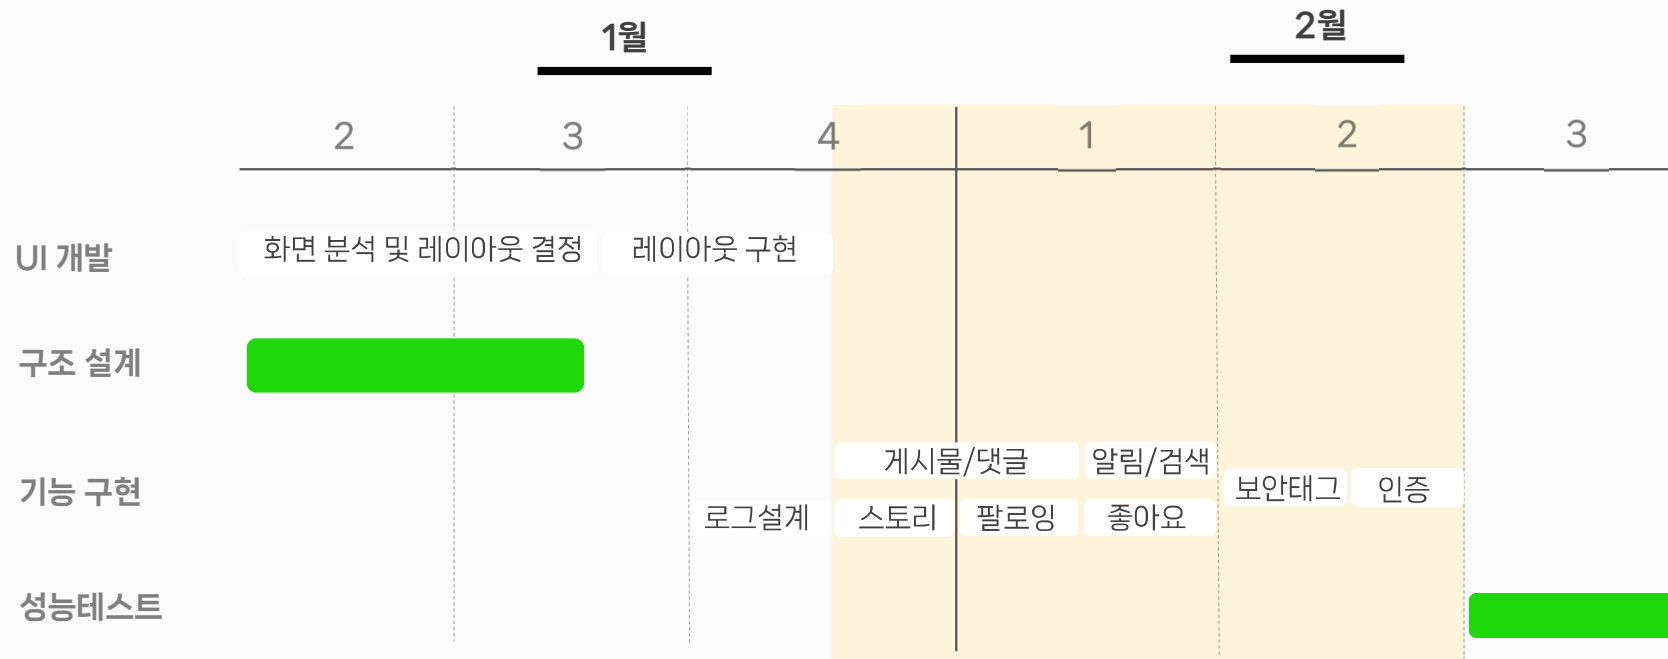 1월
2월
2 3 4 1 2 3
UI 개발
화면 분석 및 레이아웃 결정 레이아웃 구현
구조 설계
게시물/댓글 알림/검색
기능 구현
보안태그 인증
로그설계 스토리 팔로잉 좋아요
성능테스트